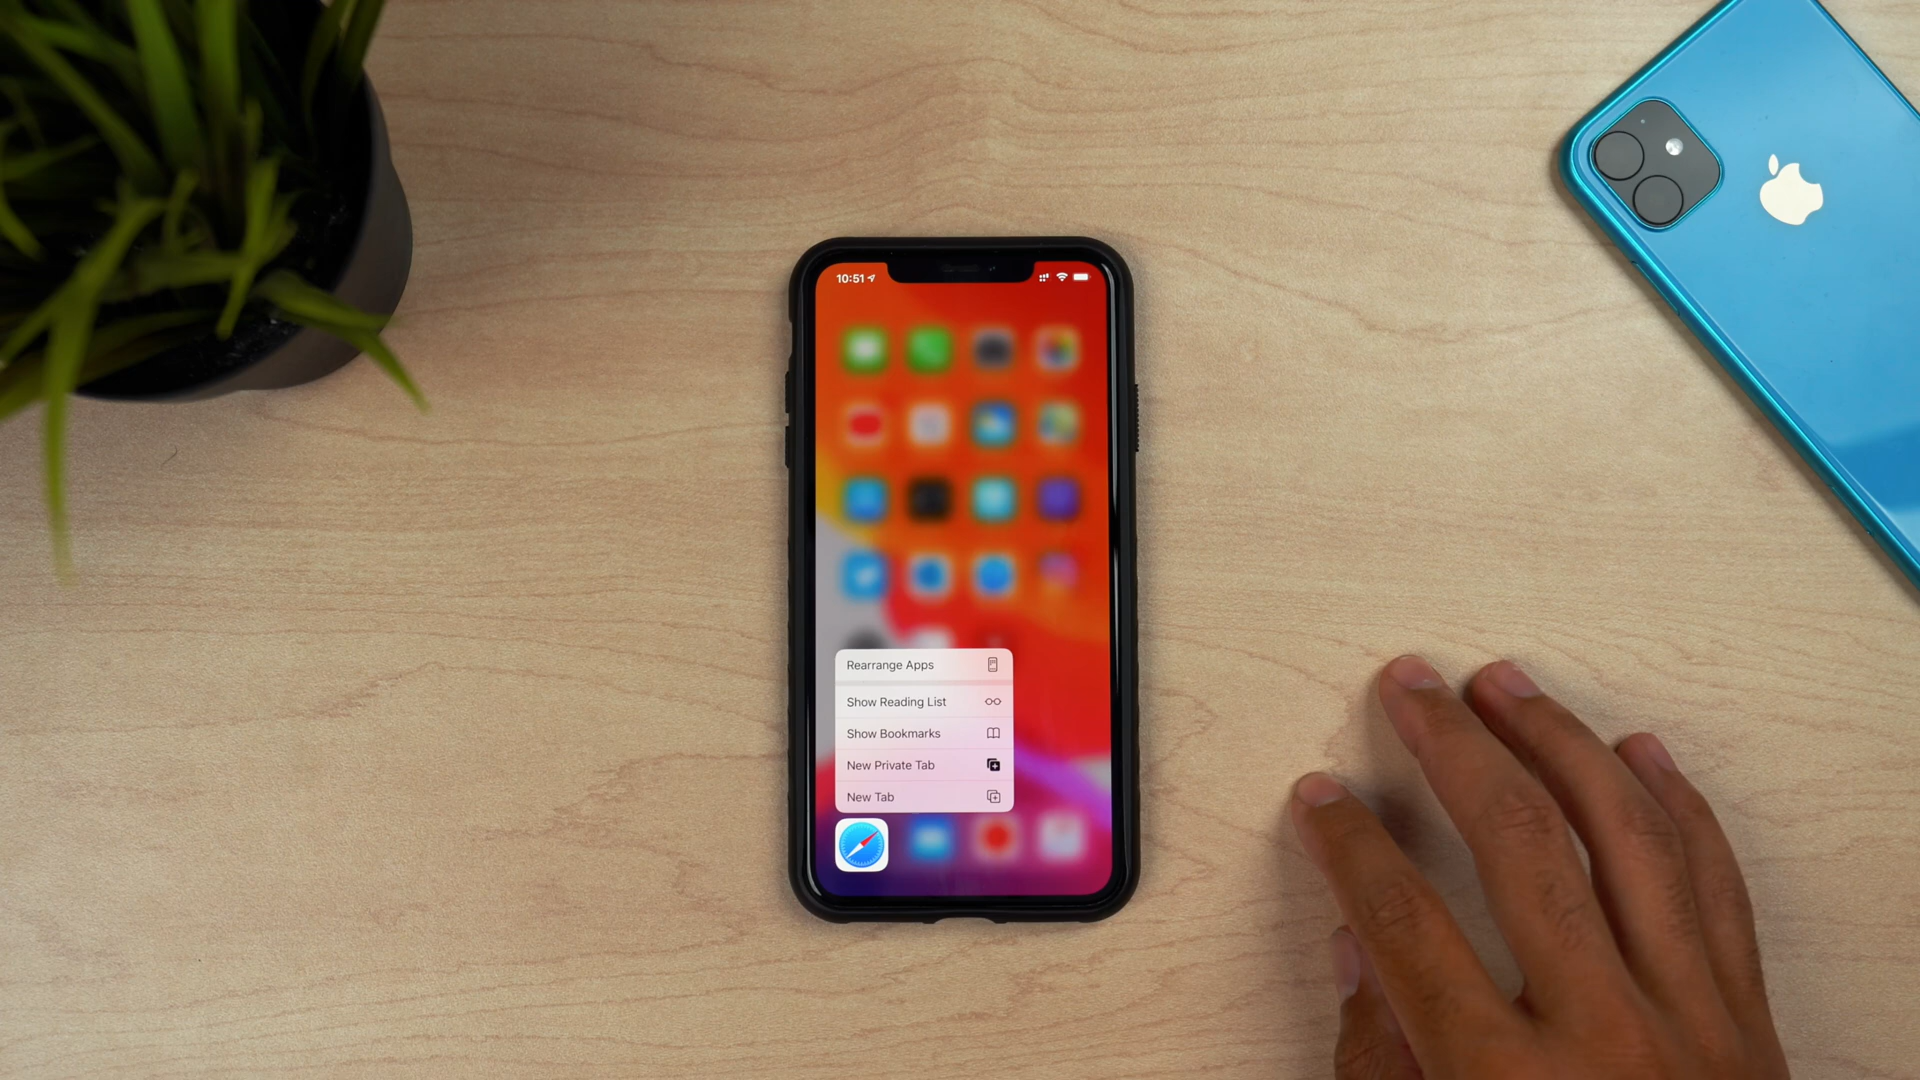 10:51
Rearrange Apps
Show Reading List
Show Bookmarks
New Private Tab
New Tab